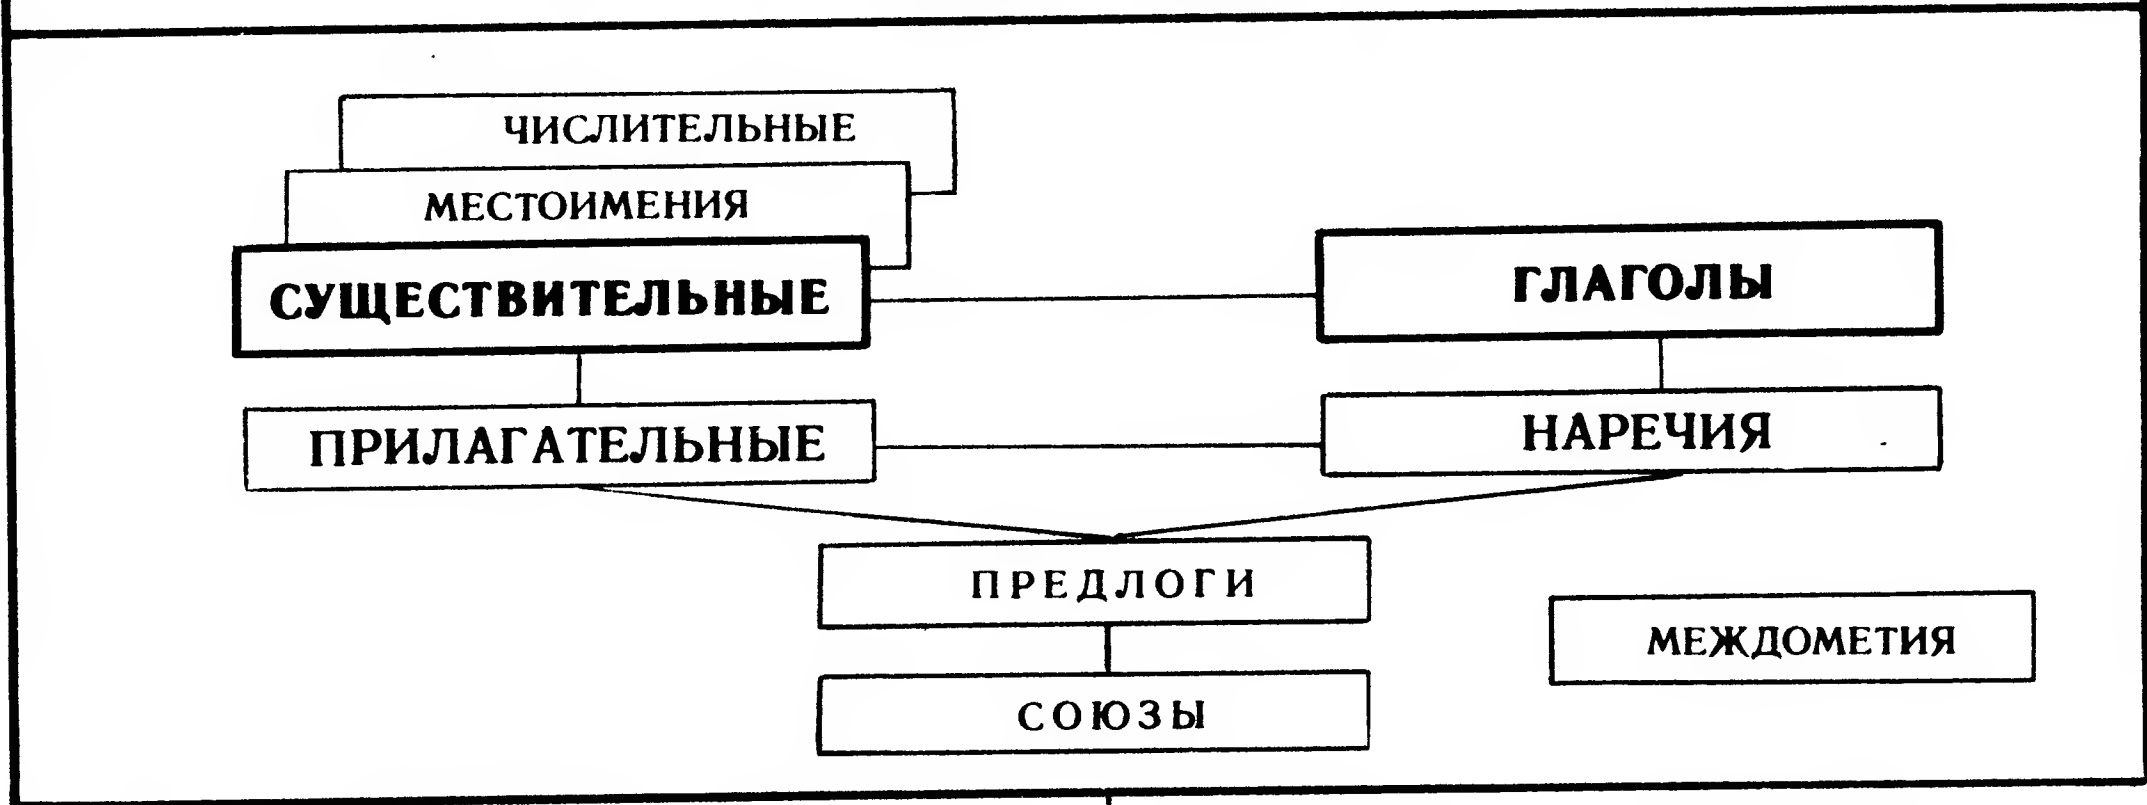 ЧИСЛИТЕЛЬНЫЕ
МЕСТОИМЕНИЯ
СУЩЕСТВИТЕЛЬНЫЕ
ГЛАГОЛЫ
ПРИЛАГАТЕЛЬНЫЕ
НАРЕЧИЯ
ПРЕДЛОГИ
МЕЖДОМЕТИЯ
СОЮЗЫ